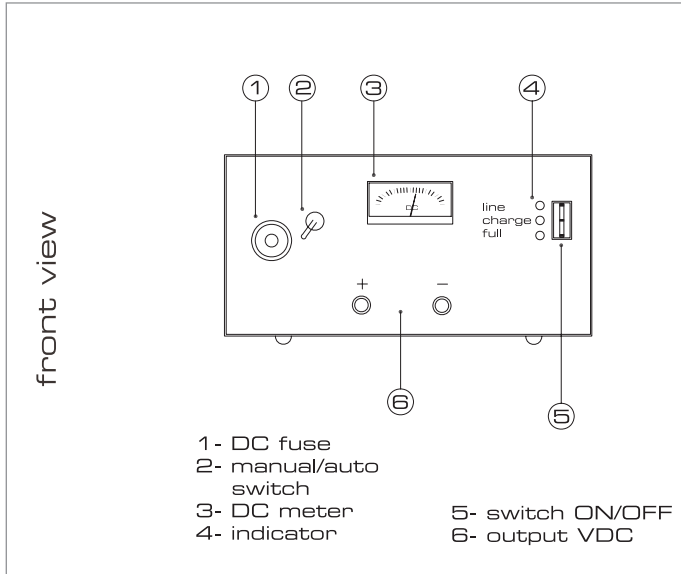 front view
1 2 3 4
DC
line
charge
full
+ −
6 5
1- DC fuse
2- manual/auto
switch
3- DC meter
4- indicator
5- switch ON/OFF
6- output VDC